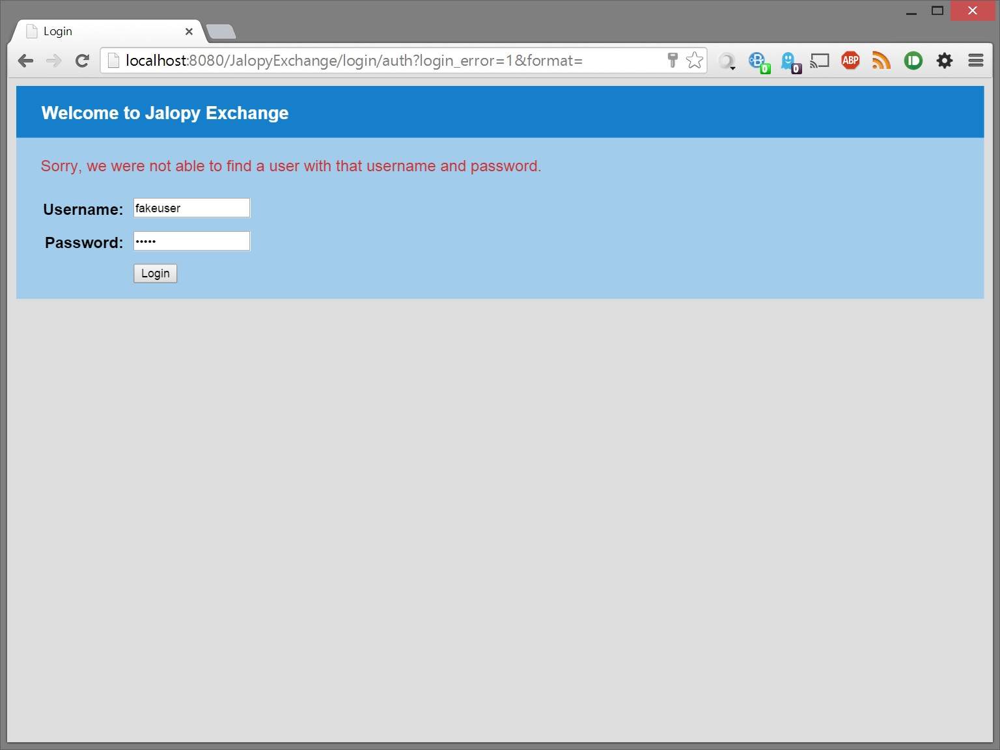 Login
localhost:8080/JalopyExchange/login/auth?login_error=1&format=
B 0
0
ABP
Welcome to Jalopy Exchange
Sorry, we were not able to find a user with that username and password.
Username: fakeuser
Password: •••••
Login